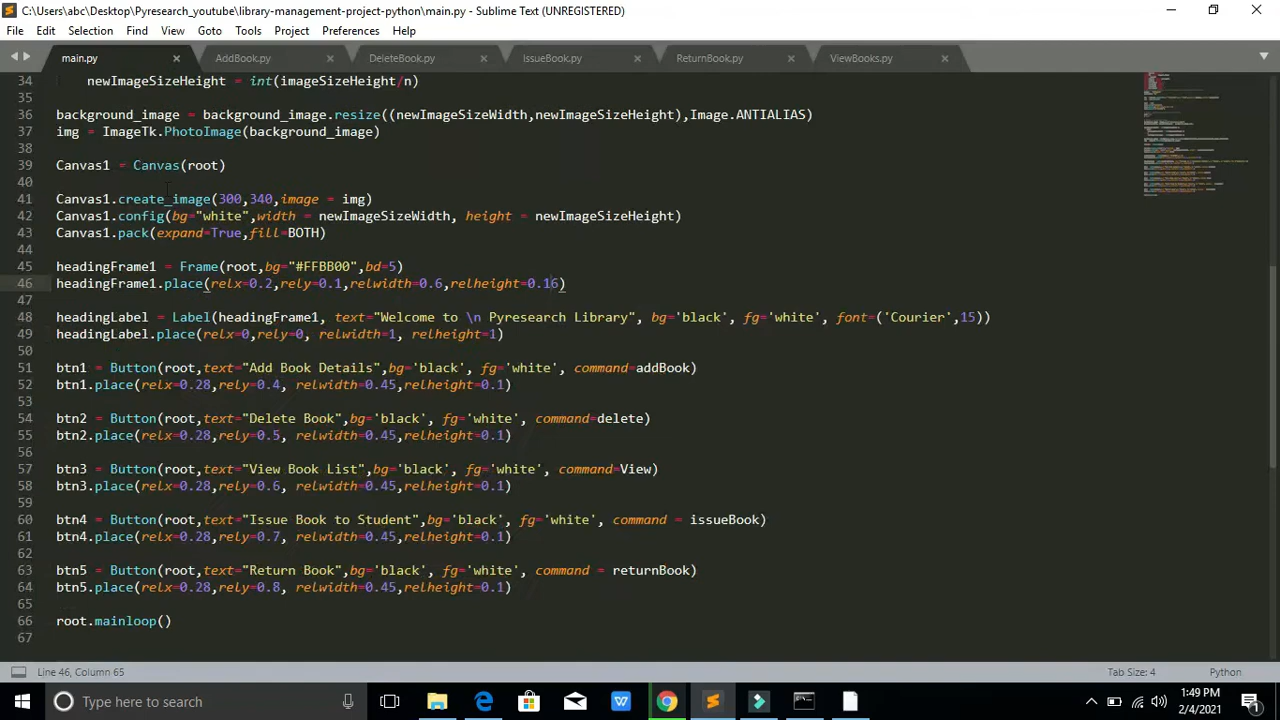 C:\Users\abc\Desktop\Pyresearch_youtube\library-management-project-python\main.py - Sublime Text (UNREGISTERED)
File Edit Selection Find View Goto Tools Project Preferences Help
main.py AddBook.py DeleteBook.py IssueBook.py ReturnBook.py ViewBooks.py
34 newImageSizeHeight = int(imageSizeHeight/n)
35
36 background_image = background_image.resize((newImageSizeWidth,newImageSizeHeight),Image.ANTIALIAS)
37 img = ImageTk.PhotoImage(background_image)
38
39 Canvas1 = Canvas(root)
40
41 Canvas1.create_image(300,340,image = img)
42 Canvas1.config(bg="white",width = newImageSizeWidth, height = newImageSizeHeight)
43 Canvas1.pack(expand=True,fill=BOTH)
44
45 headingFrame1 = Frame(root,bg="#FFBB00",bd=5)
46 headingFrame1.place(relx=0.2,rely=0.1,relwidth=0.6,relheight=0.16)
47
48 headingLabel = Label(headingFrame1, text="Welcome to \n Pyresearch Library", bg='black', fg='white', font=('Courier',15))
49 headingLabel.place(relx=0,rely=0, relwidth=1, relheight=1)
50
51 btn1 = Button(root,text="Add Book Details",bg='black', fg='white', command=addBook)
52 btn1.place(relx=0.28,rely=0.4, relwidth=0.45,relheight=0.1)
53
54 btn2 = Button(root,text="Delete Book",bg='black', fg='white', command=delete)
55 btn2.place(relx=0.28,rely=0.5, relwidth=0.45,relheight=0.1)
56
57 btn3 = Button(root,text="View Book List",bg='black', fg='white', command=View)
58 btn3.place(relx=0.28,rely=0.6, relwidth=0.45,relheight=0.1)
59
60 btn4 = Button(root,text="Issue Book to Student",bg='black', fg='white', command = issueBook)
61 btn4.place(relx=0.28,rely=0.7, relwidth=0.45,relheight=0.1)
62
63 btn5 = Button(root,text="Return Book",bg='black', fg='white', command = returnBook)
64 btn5.place(relx=0.28,rely=0.8, relwidth=0.45,relheight=0.1)
65
66 root.mainloop()
67
Line 46, Column 65 Tab Size: 4 Python
Type here to search
1:49 PM
2/4/2021